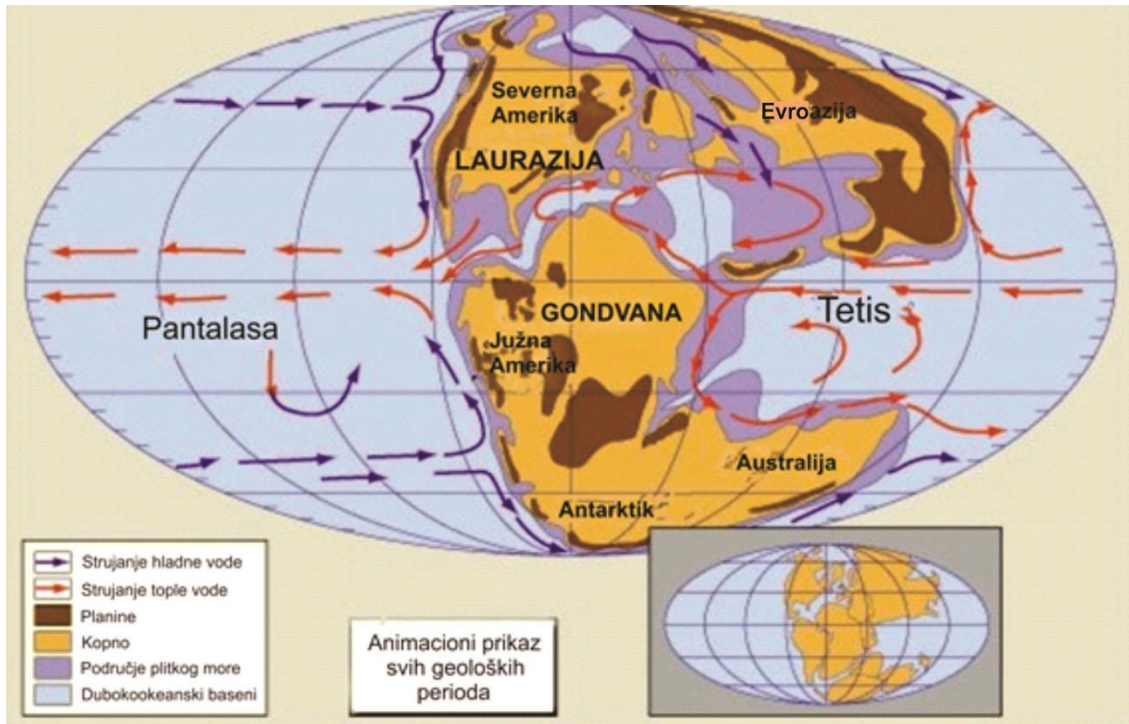 Severna
Amerika
Evroazija
LAURAZIJA
GONDVANA
Tetis
Pantalasa
Južna
Amerika
Australija
Antarktik
Strujanje hladne vode
Strujanje tople vode
Planine
Kopno
Područje plitkog more
Dubokookeanski baseni
Animacioni prikaz
svih geoloških
perioda